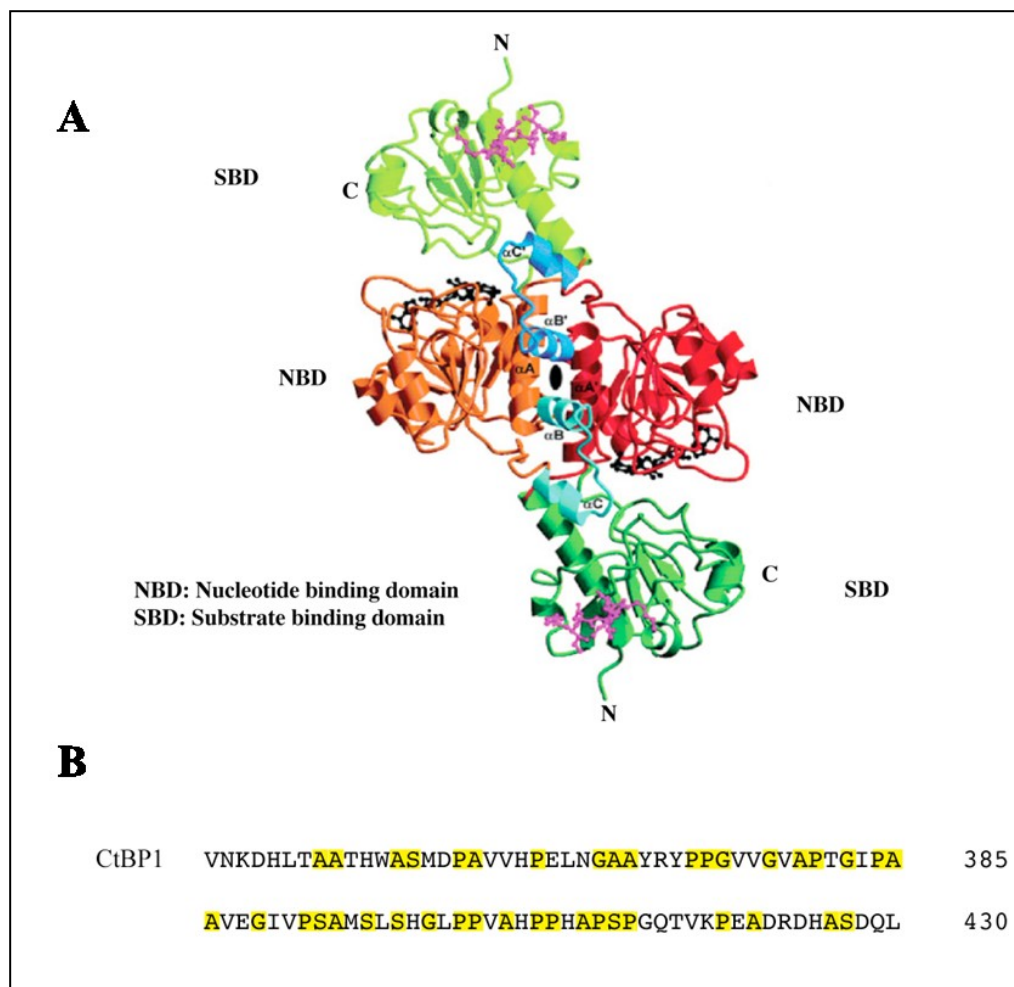 A
N
SBD
C
αC'
αB'
NBD
αA
αA'
NBD
αB
αC
C
SBD
NBD: Nucleotide binding domain
SBD: Substrate binding domain
N
B
CtBP1 VNKDHLTAATHWASMDPAVVHPELNGAAYRYPPGVVGVAPTGIPA 385
AVEGIVPSAMSLSHGLPPVAHPPHAPSPGQTVKPEADRDHASDQL 430